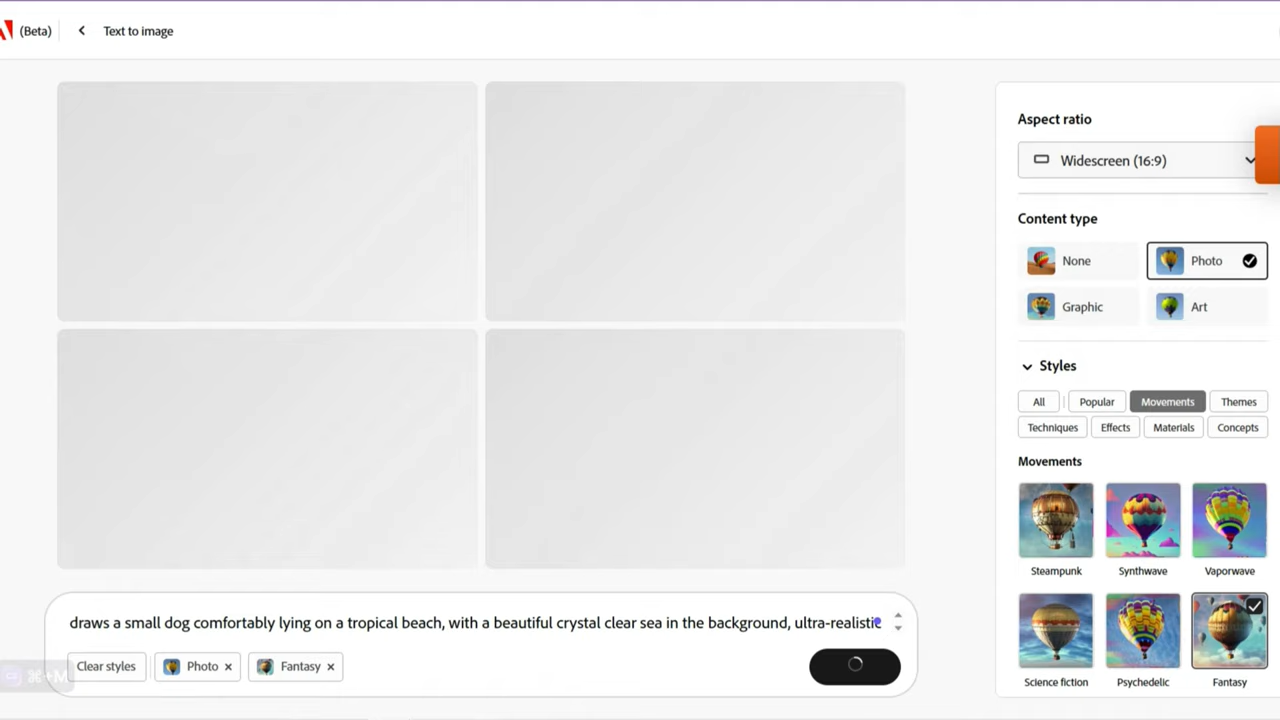 (Beta)
Text to image
Aspect ratio
Widescreen (16:9)
Content type
None
Photo
Graphic
Art
Styles
All
Popular
Movements
Themes
Techniques
Effects
Materials
Concepts
Movements
Steampunk
Synthwave
Vaporwave
Science fiction
Psychedelic
Fantasy
draws a small dog comfortably lying on a tropical beach, with a beautiful crystal clear sea in the background, ultra-realistic
Clear styles
Photo
Fantasy
⌘+M